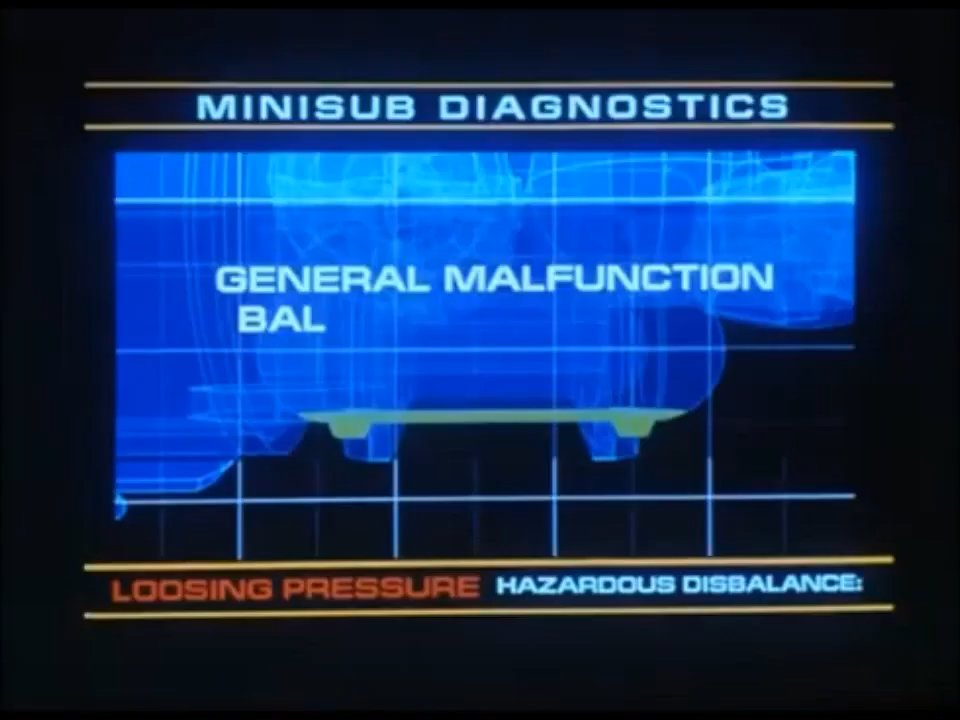 MINISUB DIAGNOSTICS
GENERAL MALFUNCTION
BAL
LOOSING PRESSURE HAZARDOUS DISBALANCE: